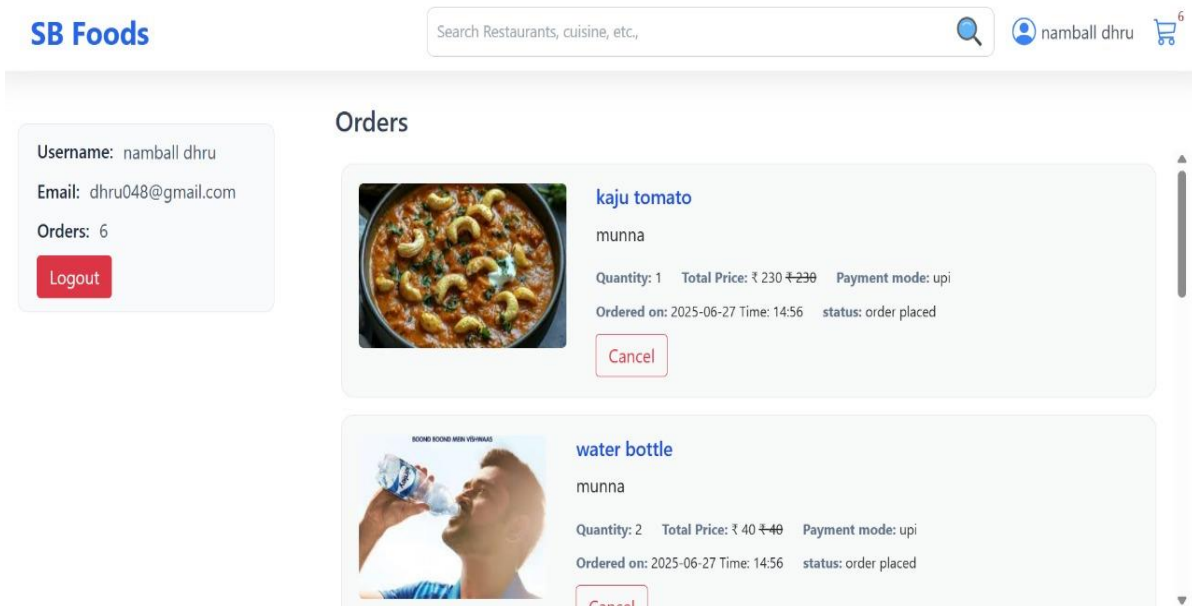 SB Foods
Search Restaurants, cuisine, etc.,
namball dhru
6
Username: namball dhru
Email: dhru048@gmail.com
Orders: 6
Logout
Orders
kaju tomato
munna
Quantity: 1 Total Price: ₹ 230 ₹ 230 Payment mode: upi
Ordered on: 2025-06-27 Time: 14:56 status: order placed
Cancel
BOOND BOOND MEIN VISHWAAS
water bottle
munna
Quantity: 2 Total Price: ₹ 40 ₹ 40 Payment mode: upi
Ordered on: 2025-06-27 Time: 14:56 status: order placed
Cancel